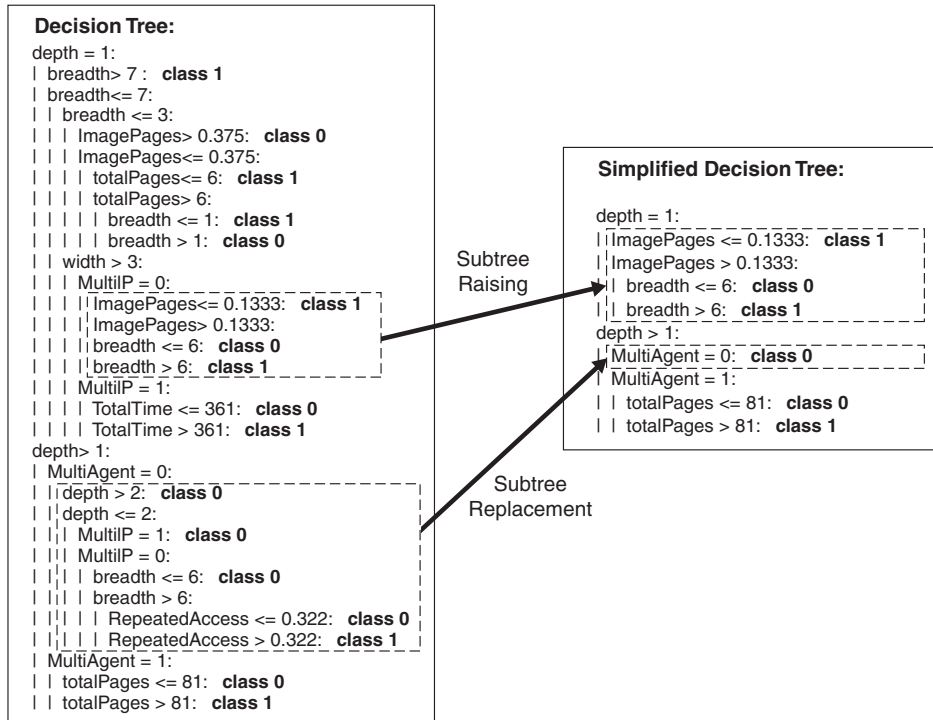 Decision Tree:
depth = 1:
| breadth> 7 : class 1
| breadth<= 7:
| | breadth <= 3:
| | | ImagePages> 0.375: class 0
| | | ImagePages<= 0.375:
| | | | totalPages<= 6: class 1
| | | | totalPages> 6:
| | | | | breadth <= 1: class 1
| | | | | breadth > 1: class 0
| | width > 3:
| | | MultiIP = 0:
| | | | ImagePages<= 0.1333: class 1
| | | | ImagePages> 0.1333:
| | | | breadth <= 6: class 0
| | | | breadth > 6: class 1
| | | MultiIP = 1:
| | | | TotalTime <= 361: class 0
| | | | TotalTime > 361: class 1
depth> 1:
| MultiAgent = 0:
| | depth > 2: class 0
| | depth <= 2:
| | | MultiIP = 1: class 0
| | | MultiIP = 0:
| | | | breadth <= 6: class 0
| | | | breadth > 6:
| | | | | RepeatedAccess <= 0.322: class 0
| | | | | RepeatedAccess > 0.322: class 1
| MultiAgent = 1:
| | totalPages <= 81: class 0
| | totalPages > 81: class 1
Subtree
Raising
Subtree
Replacement
Simplified Decision Tree:
depth = 1:
| ImagePages <= 0.1333: class 1
| ImagePages > 0.1333:
| | breadth <= 6: class 0
| | breadth > 6: class 1
depth > 1:
| MultiAgent = 0: class 0
| MultiAgent = 1:
| | totalPages <= 81: class 0
| | totalPages > 81: class 1